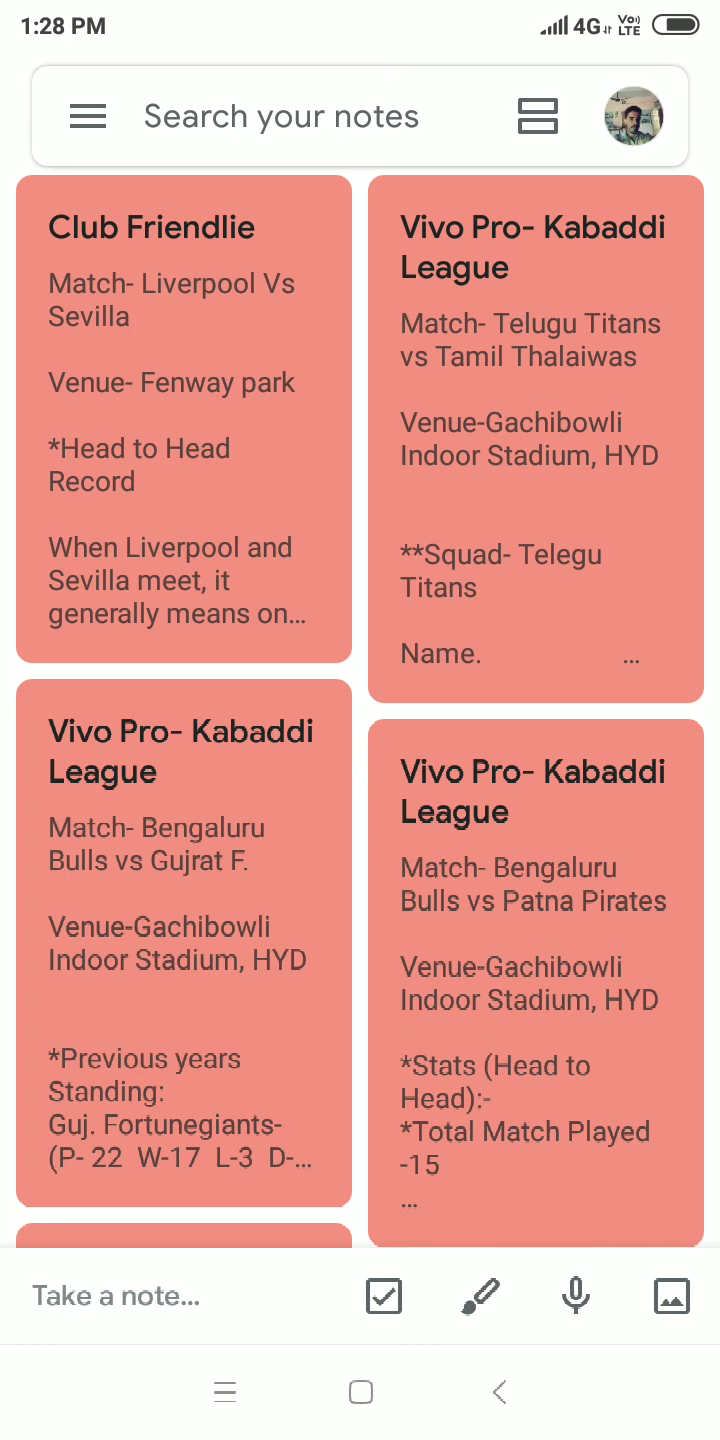 1:28 PM
4G
Vo))
LTE
Search your notes
Club Friendlie
Match- Liverpool Vs
Sevilla
Venue- Fenway park
*Head to Head
Record
When Liverpool and
Sevilla meet, it
generally means on...
Vivo Pro- Kabaddi
League
Match- Telugu Titans
vs Tamil Thalaiwas
Venue-Gachibowli
Indoor Stadium, HYD
**Squad- Telegu
Titans
Name. ...
Vivo Pro- Kabaddi
League
Match- Bengaluru
Bulls vs Gujrat F.
Venue-Gachibowli
Indoor Stadium, HYD
*Previous years
Standing:
Guj. Fortunegiants-
(P- 22 W-17 L-3 D-...
Vivo Pro- Kabaddi
League
Match- Bengaluru
Bulls vs Patna Pirates
Venue-Gachibowli
Indoor Stadium, HYD
*Stats (Head to
Head):-
*Total Match Played
-15
...
Take a note...